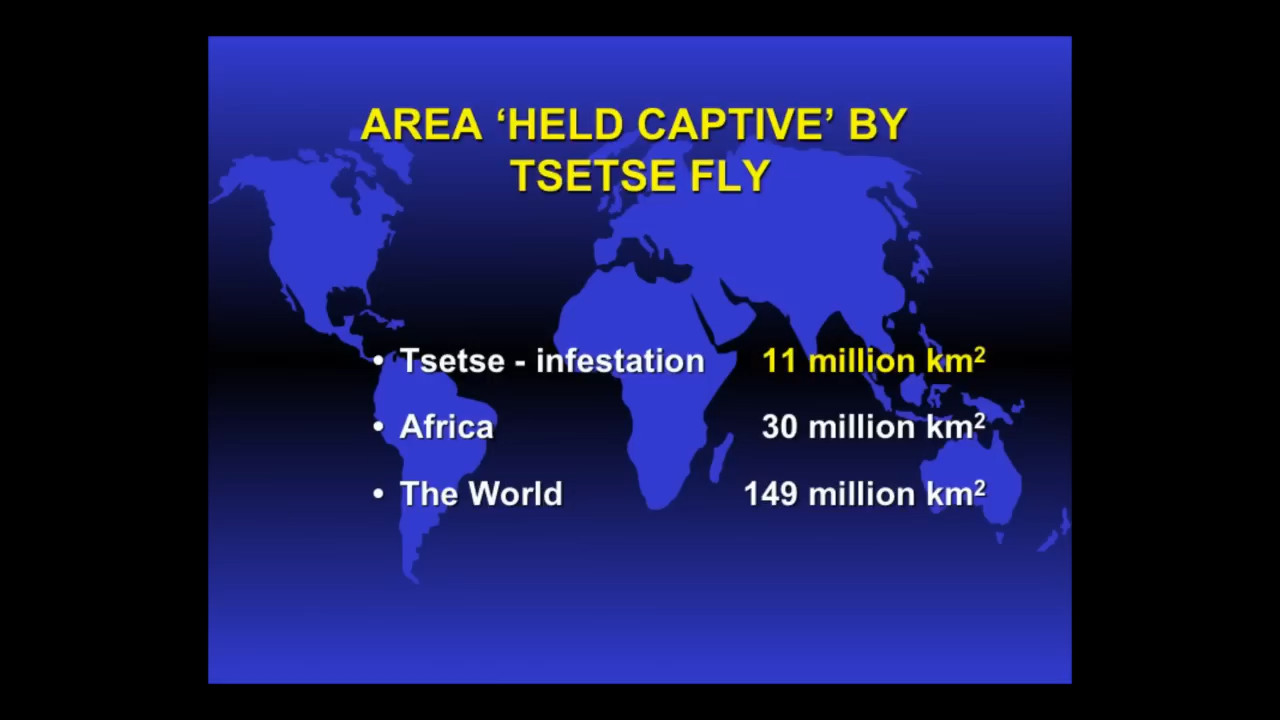 AREA ‘HELD CAPTIVE’ BY
TSETSE FLY
• Tsetse - infestation 11 million km²
• Africa 30 million km²
• The World 149 million km²